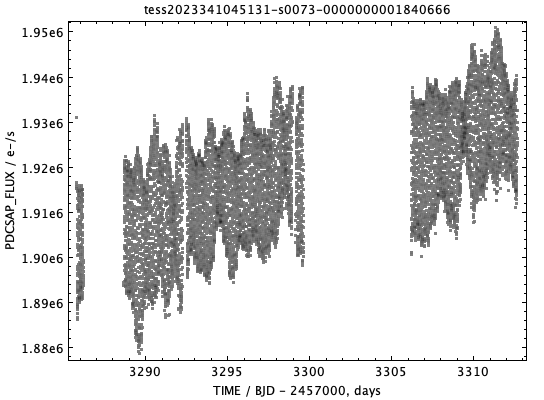 tess2023341045131-s0073-0000000001840666
1.95e6
1.94e6
1.93e6
1.92e6
1.91e6
1.90e6
1.89e6
1.88e6
PDCSAP_FLUX / e-/s
3290 3295 3300 3305 3310
TIME / BJD - 2457000, days